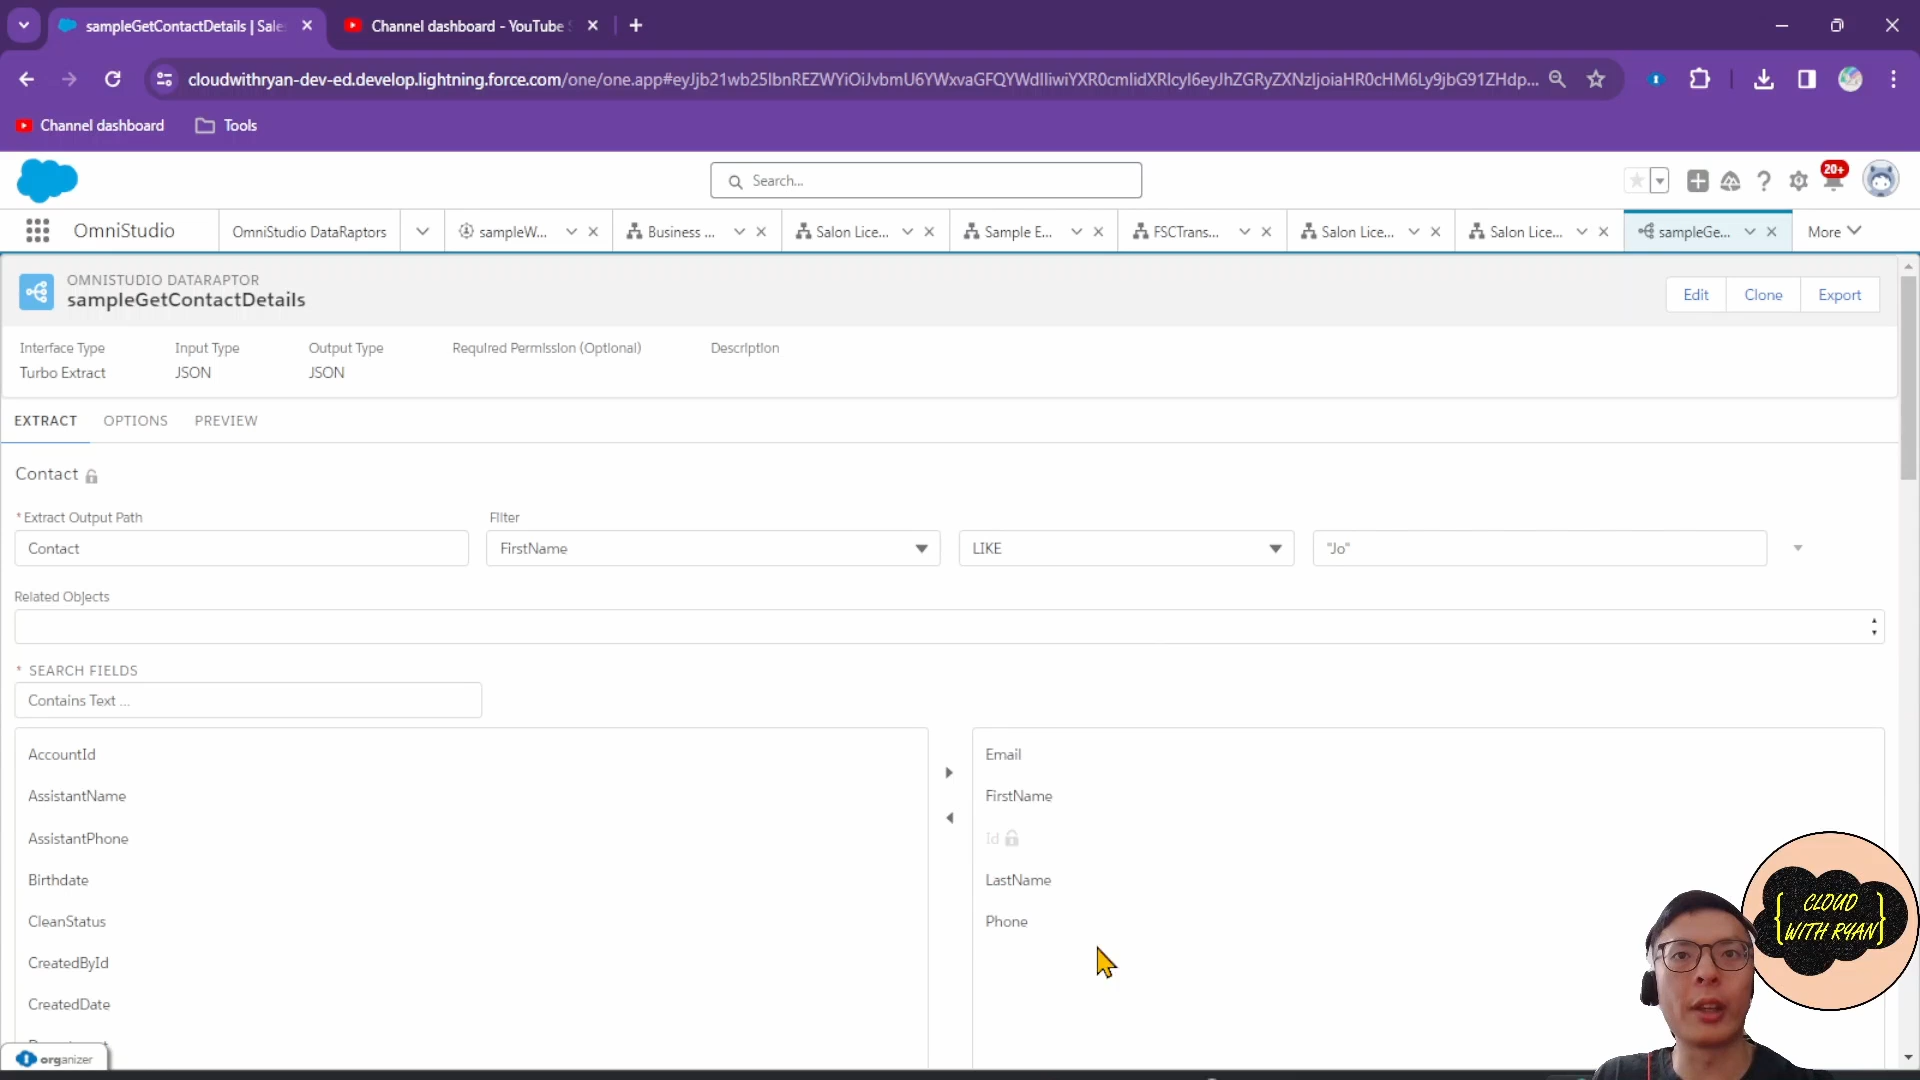 sampleGetContactDetails | Sale
Channel dashboard - YouTube
cloudwithryan-dev-ed.develop.lightning.force.com/one/one.app#eyJjb21wb25lbnREZWYiOiJvbmU6YWxvaGFQYWdlIiwiYXR0cmlidXRlcyI6eyJhZGRyZXNzIjoiaHR0cHM6Ly9jbG91ZHdp...
Channel dashboard
Tools
Search...
20+
OmniStudio
OmniStudio DataRaptors
sampleW...
Business ...
Salon Lice...
Sample E...
FSCTrans...
Salon Lice...
Salon Lice...
sampleGe...
More
OMNISTUDIO DATARAPTOR
sampleGetContactDetails
Edit
Clone
Export
Interface Type
Input Type
Output Type
Required Permission (Optional)
Description
Turbo Extract
JSON
JSON
EXTRACT
OPTIONS
PREVIEW
Contact
* Extract Output Path
Filter
Contact
FirstName
LIKE
"Jo"
Related Objects
* SEARCH FIELDS
Contains Text ...
AccountId
Email
AssistantName
FirstName
AssistantPhone
Id
Birthdate
LastName
CleanStatus
Phone
CreatedById
CreatedDate
organizer
CLOUD
WITH RYAN